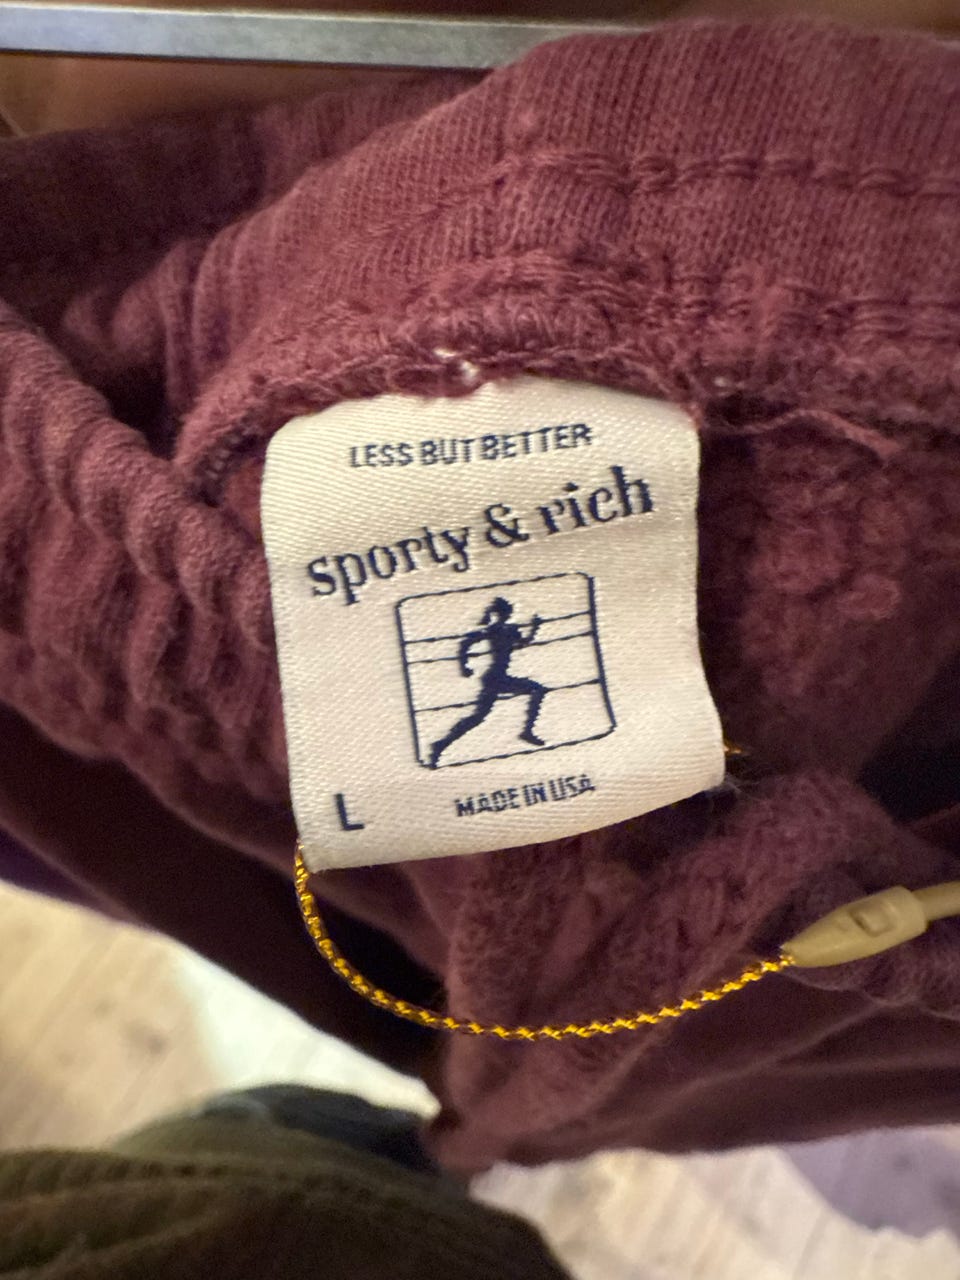 LESS BUT BETTER
sporty & rich
L
MADE IN USA